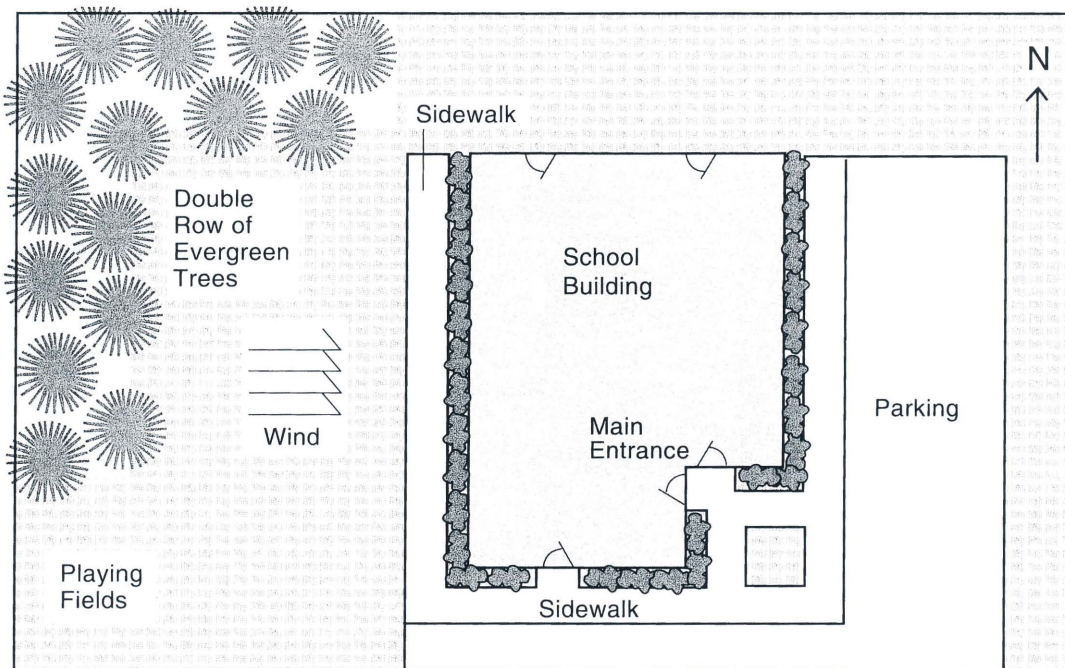 N
Sidewalk
Double
Row of
Evergreen
Trees
School
Building
Wind
Main
Entrance
Parking
Playing
Fields
Sidewalk